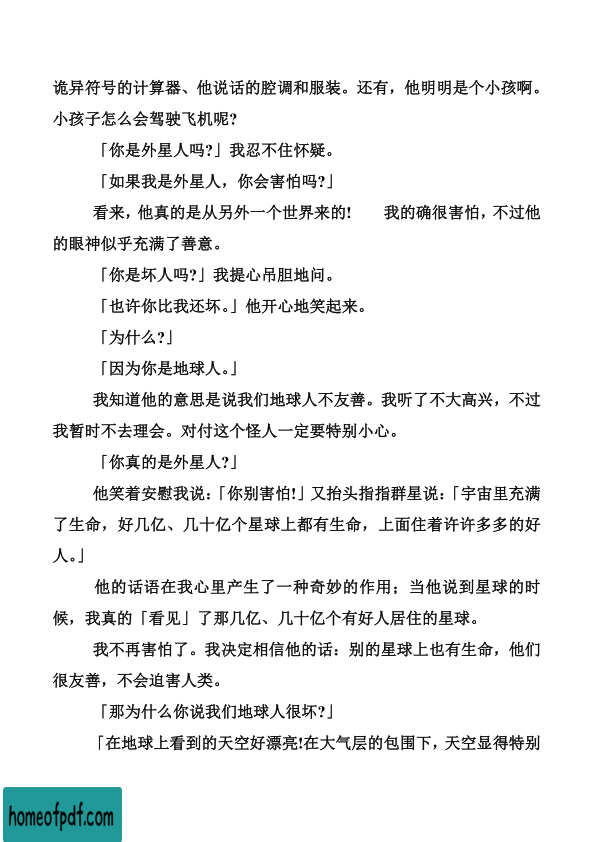 诡异符号的计算器、他说话的腔调和服装。还有，他明明是个小孩啊。
小孩子怎么会驾驶飞机呢?
「你是外星人吗?」我忍不住怀疑。
「如果我是外星人，你会害怕吗?」
看来，他真的是从另外一个世界来的! 我的确很害怕，不过他
的眼神似乎充满了善意。
「你是坏人吗?」我提心吊胆地问。
「也许你比我还坏。」他开心地笑起来。
「为什么?」
「因为你是地球人。」
我知道他的意思是说我们地球人不友善。我听了不大高兴，不过
我暂时不去理会。对付这个怪人一定要特别小心。
「你真的是外星人?」
他笑着安慰我说：「你别害怕!」又抬头指指群星说：「宇宙里充满
了生命，好几亿、几十亿个星球上都有生命，上面住着许许多多的好
人。」
他的话语在我心里产生了一种奇妙的作用；当他说到星球的时
候，我真的「看见」了那几亿、几十亿个有好人居住的星球。
我不再害怕了。我决定相信他的话：别的星球上也有生命，他们
很友善，不会迫害人类。
「那为什么你说我们地球人很坏?」
「在地球上看到的天空好漂亮!在大气层的包围下，天空显得特别
homeofpdf.com